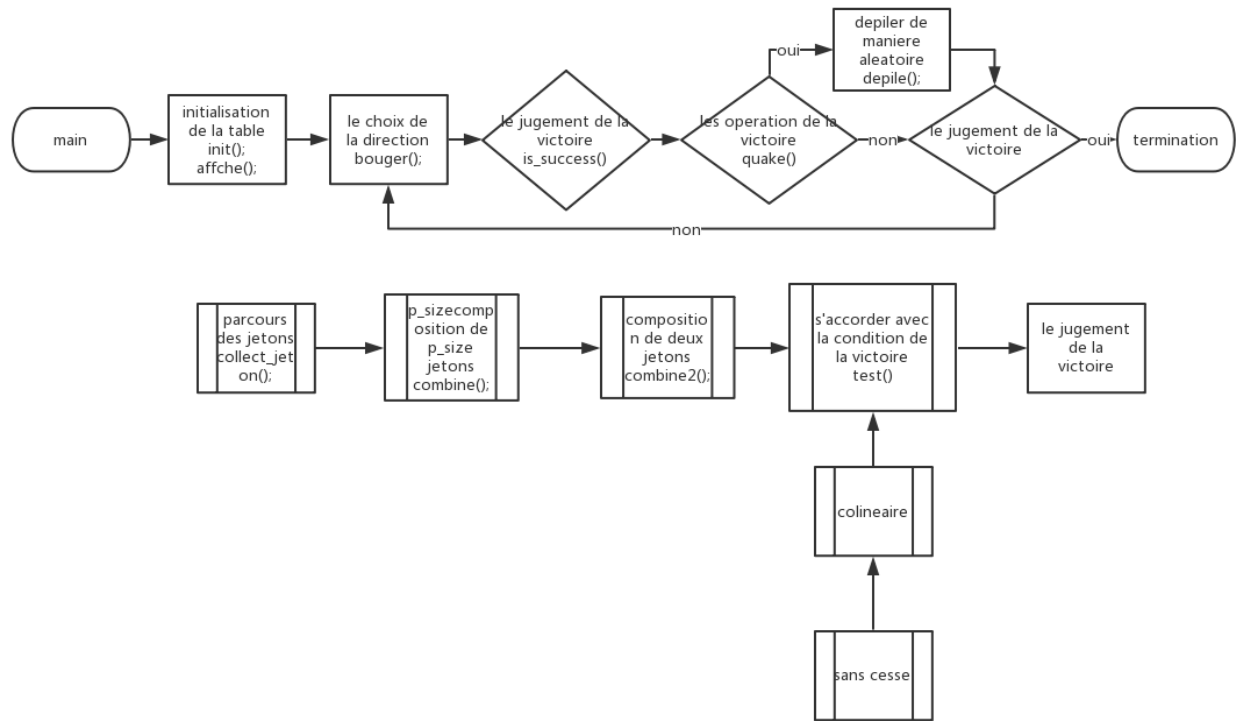 main
initialisation
de la table
init();
affche();
le choix de
la direction
bouger();
le jugement de la
victoire
is_success()
les operation de la
victoire
quake()
oui
depiler de
maniere
aleatoire
depile();
non
le jugement de la
victoire
oui
termination
non
parcours
des jetons
collect_jet
on();
p_sizecomp
osition de
p_size
jetons
combine();
compositio
n de deux
jetons
combine2();
s'accorder avec
la condition de
la victoire
test()
le jugement
de la
victoire
colineaire
sans cesse